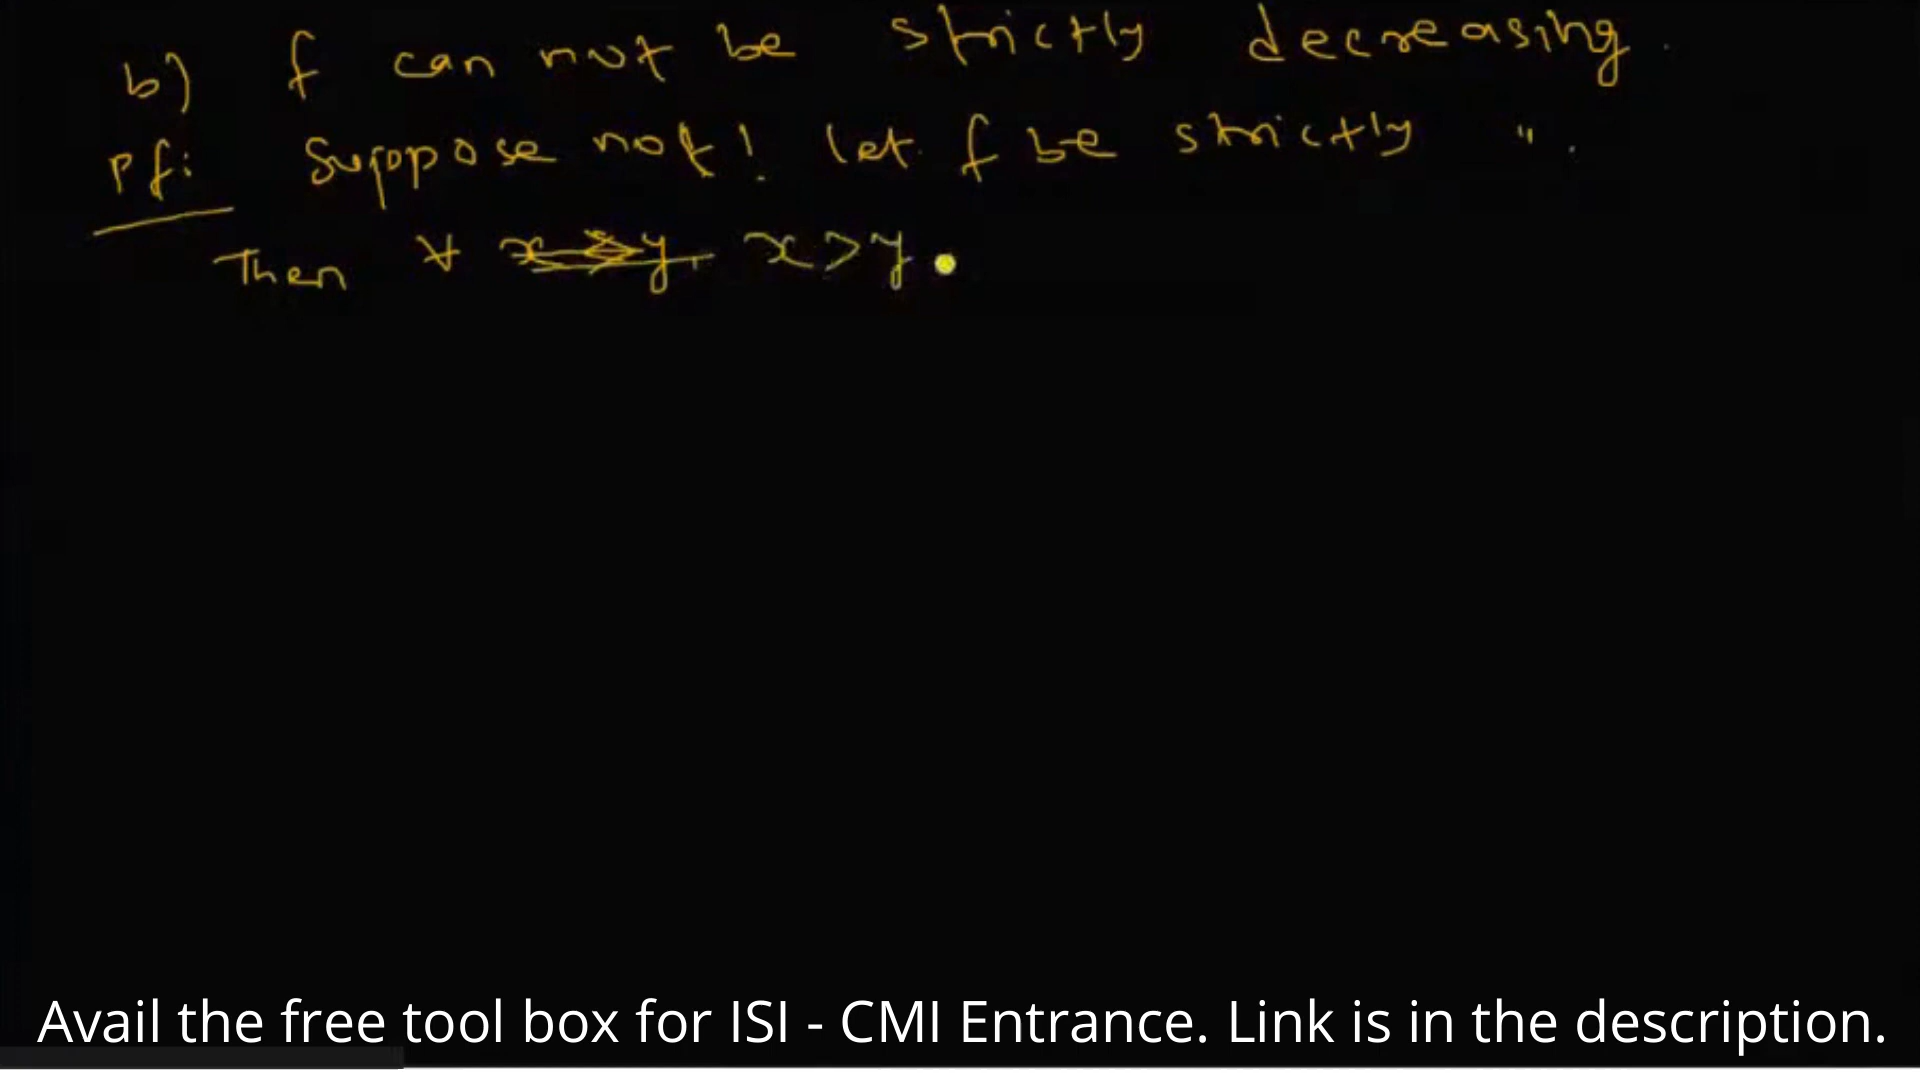 b) f can not be strictly decreasing.
Pf: Suppose not! let f be strictly ".
Then ∀ x>y.
Avail the free tool box for ISI - CMI Entrance. Link is in the description.